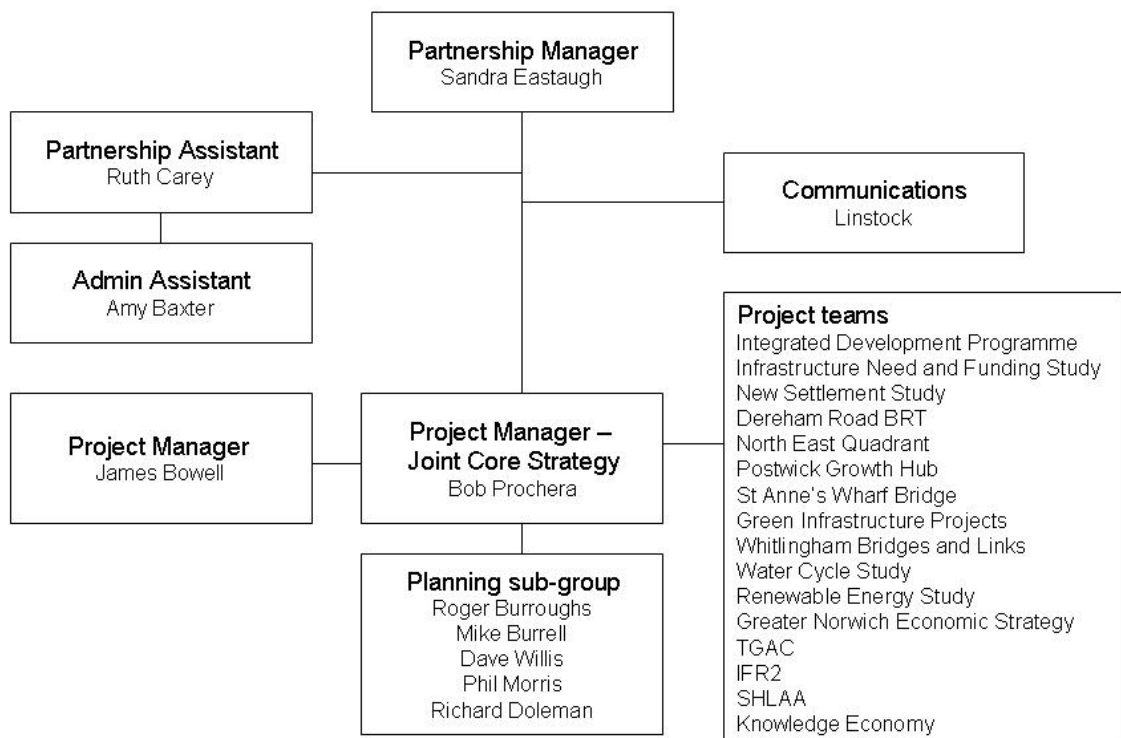 Partnership Manager
Sandra Eastaugh
Partnership Assistant
Ruth Carey
Communications
Linstock
Admin Assistant
Amy Baxter
Project Manager
James Bowell
Project Manager –
Joint Core Strategy
Bob Prochera
Project teams
Integrated Development Programme
Infrastructure Need and Funding Study
New Settlement Study
Dereham Road BRT
North East Quadrant
Postwick Growth Hub
St Anne's Wharf Bridge
Green Infrastructure Projects
Whitlingham Bridges and Links
Water Cycle Study
Renewable Energy Study
Greater Norwich Economic Strategy
TGAC
IFR2
SHLAA
Knowledge Economy
Planning sub-group
Roger Burroughs
Mike Burrell
Dave Willis
Phil Morris
Richard Doleman